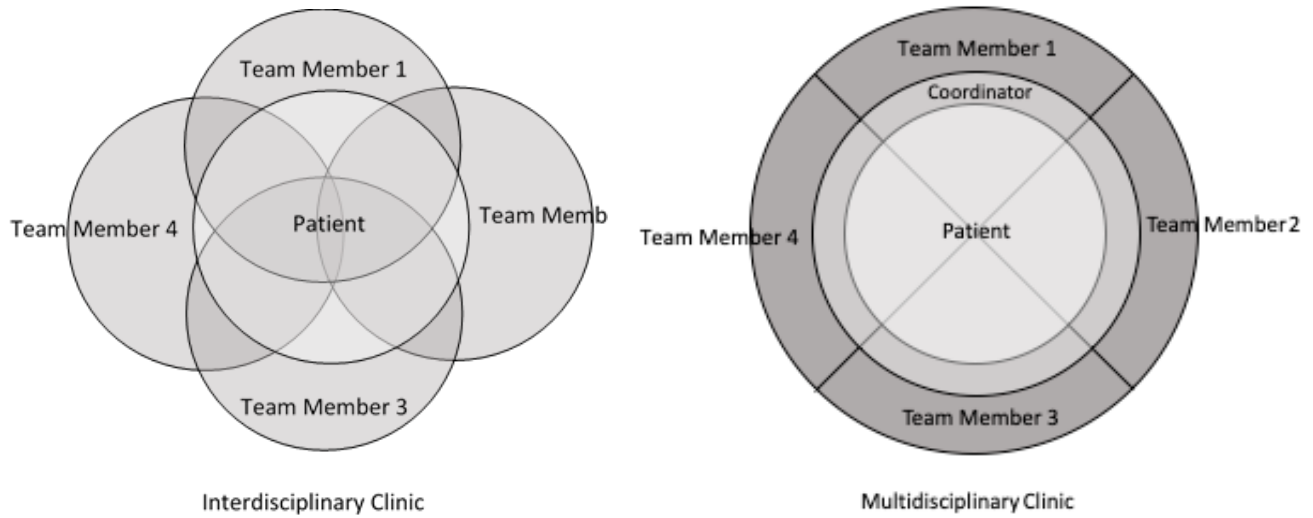 Team Member 1
Team Member 4
Patient
Team Memb
Team Member 3
Interdisciplinary Clinic
Team Member 1
Coordinator
Team Member 4
Patient
Team Member 2
Team Member 3
Multidisciplinary Clinic